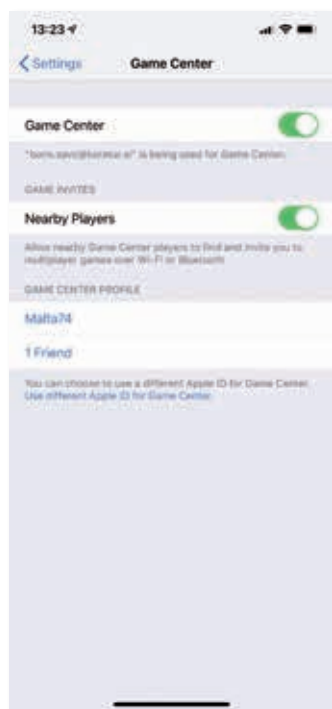 13:23
Settings
Game Center
Game Center
is being used for Game Center.
GAME INVITES
Nearby Players
Allow nearby Game Center players to find and invite you to
multiplayer games over Wi-Fi or Bluetooth
GAME CENTER PROFILE
Malta74
1 Friend
You can choose to use a different Apple ID for Game Center.
Use different Apple ID for Game Center.